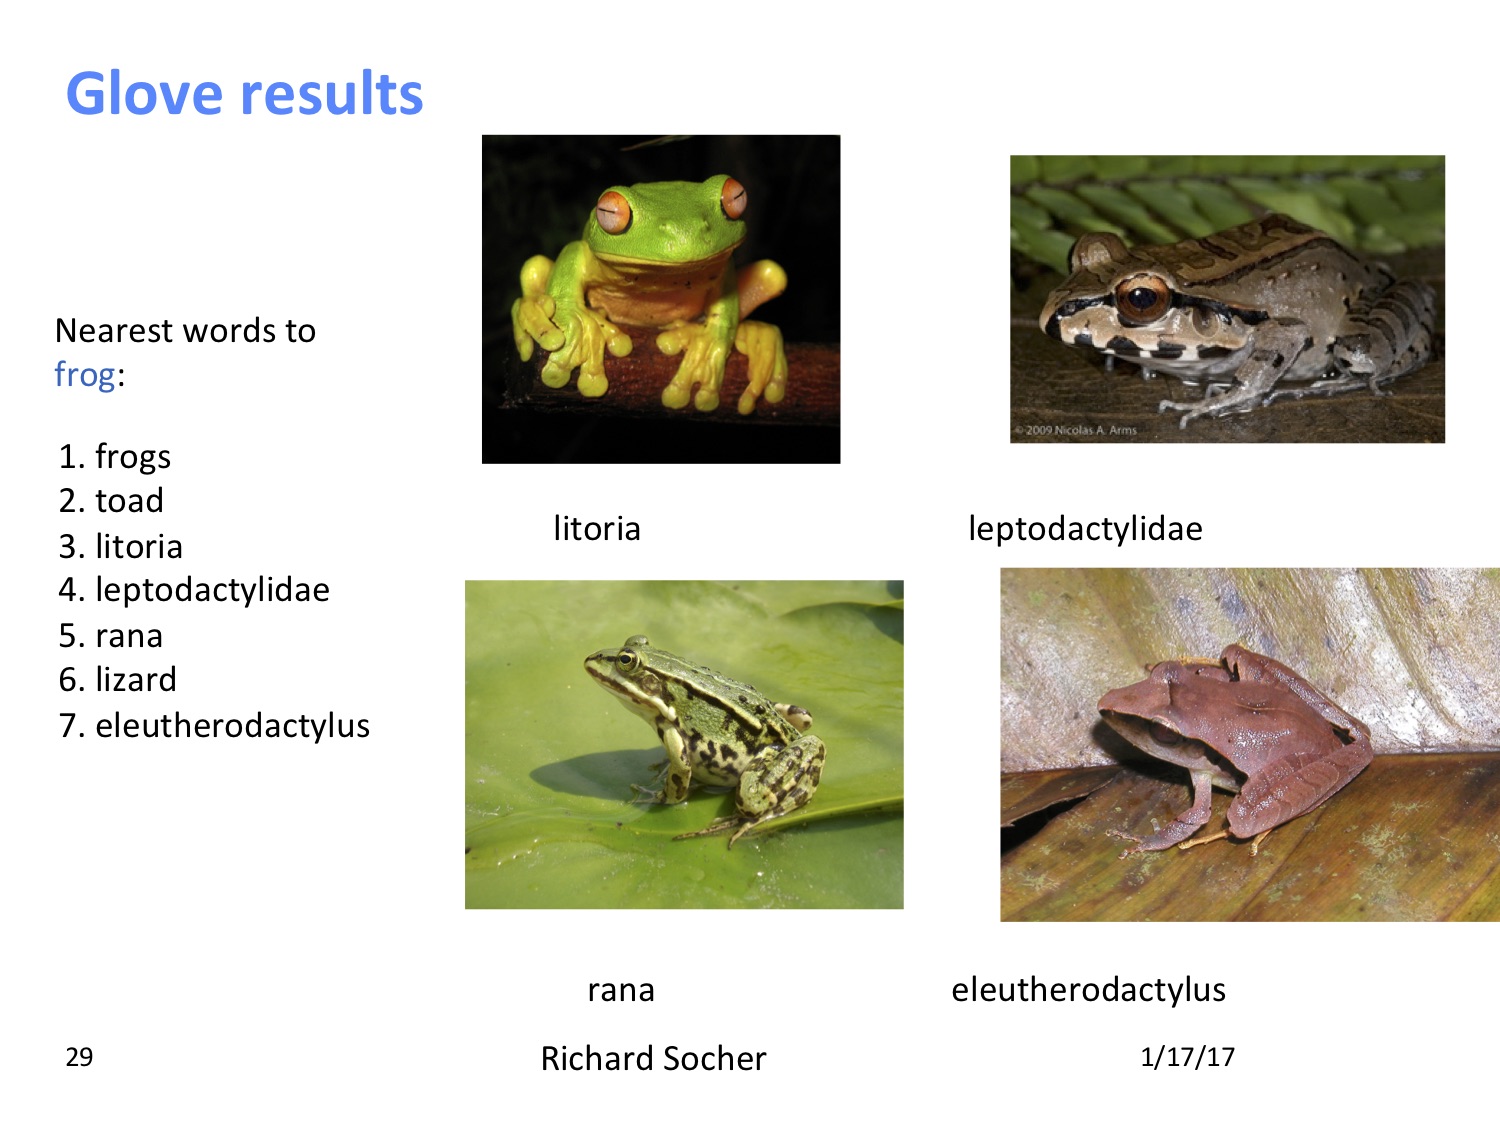 Glove results
Nearest words to
frog:
1. frogs
2. toad
3. litoria
4. leptodactylidae
5. rana
6. lizard
7. eleutherodactylus
© 2009 Nicolas A. Arms
litoria
leptodactylidae
rana
eleutherodactylus
29
Richard Socher
1/17/17